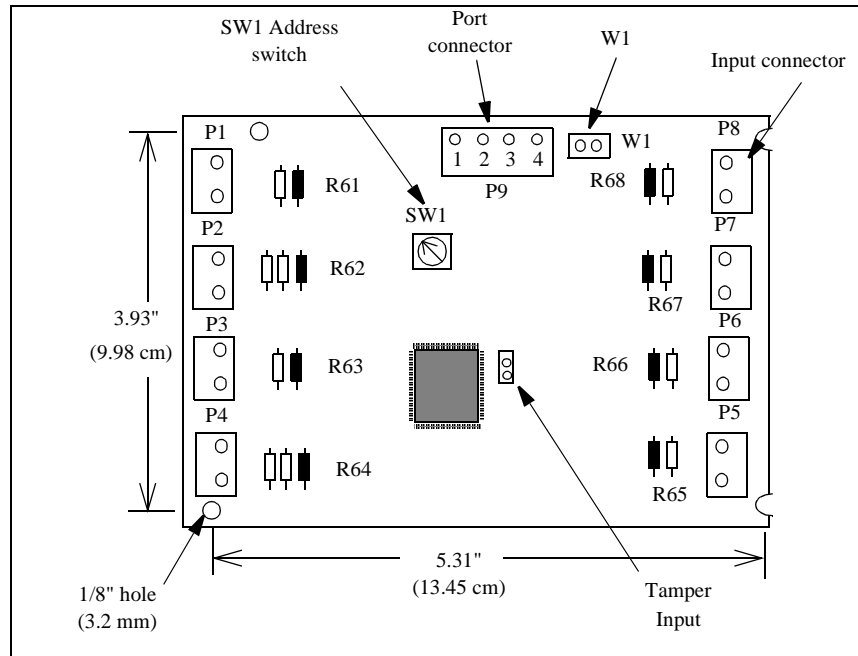 SW1 Address
switch
Port
connector
W1
Input connector
P1
1 2 3 4
W1
P8
R61
P9
R68
P2
SW1
P7
R62
R67
3.93"
(9.98 cm)
P3
P6
R63
R66
P4
P5
R64
R65
5.31"
(13.45 cm)
1/8" hole
(3.2 mm)
Tamper
Input